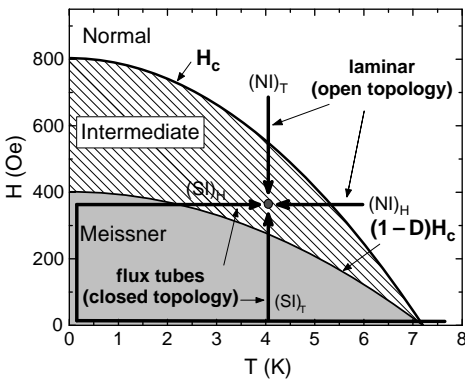 Normal
H_c
(NI)_T
laminar
(open topology)
Intermediate
(SI)_H
(NI)_H
Meissner
(1 – D)H_c
flux tubes
(closed topology)
(SI)_T
H (Oe)
800
600
400
200
0
0 1 2 3 4 5 6 7 8
T (K)